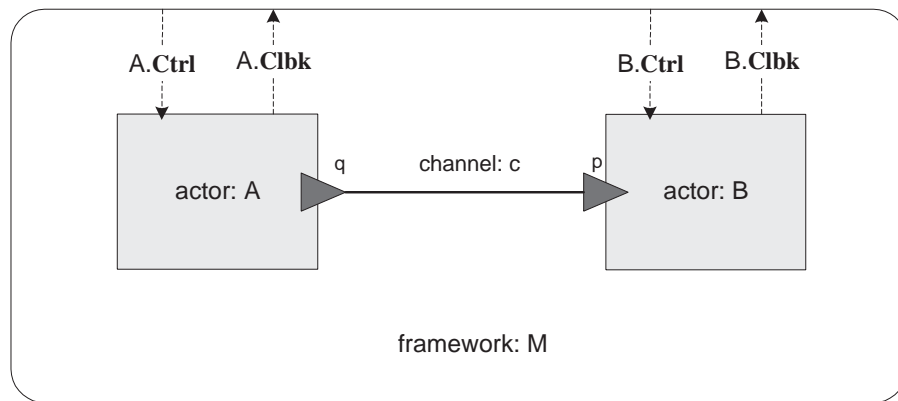 A.Ctrl A.Clbk B.Ctrl B.Clbk
q channel: c p
actor: A actor: B
framework: M